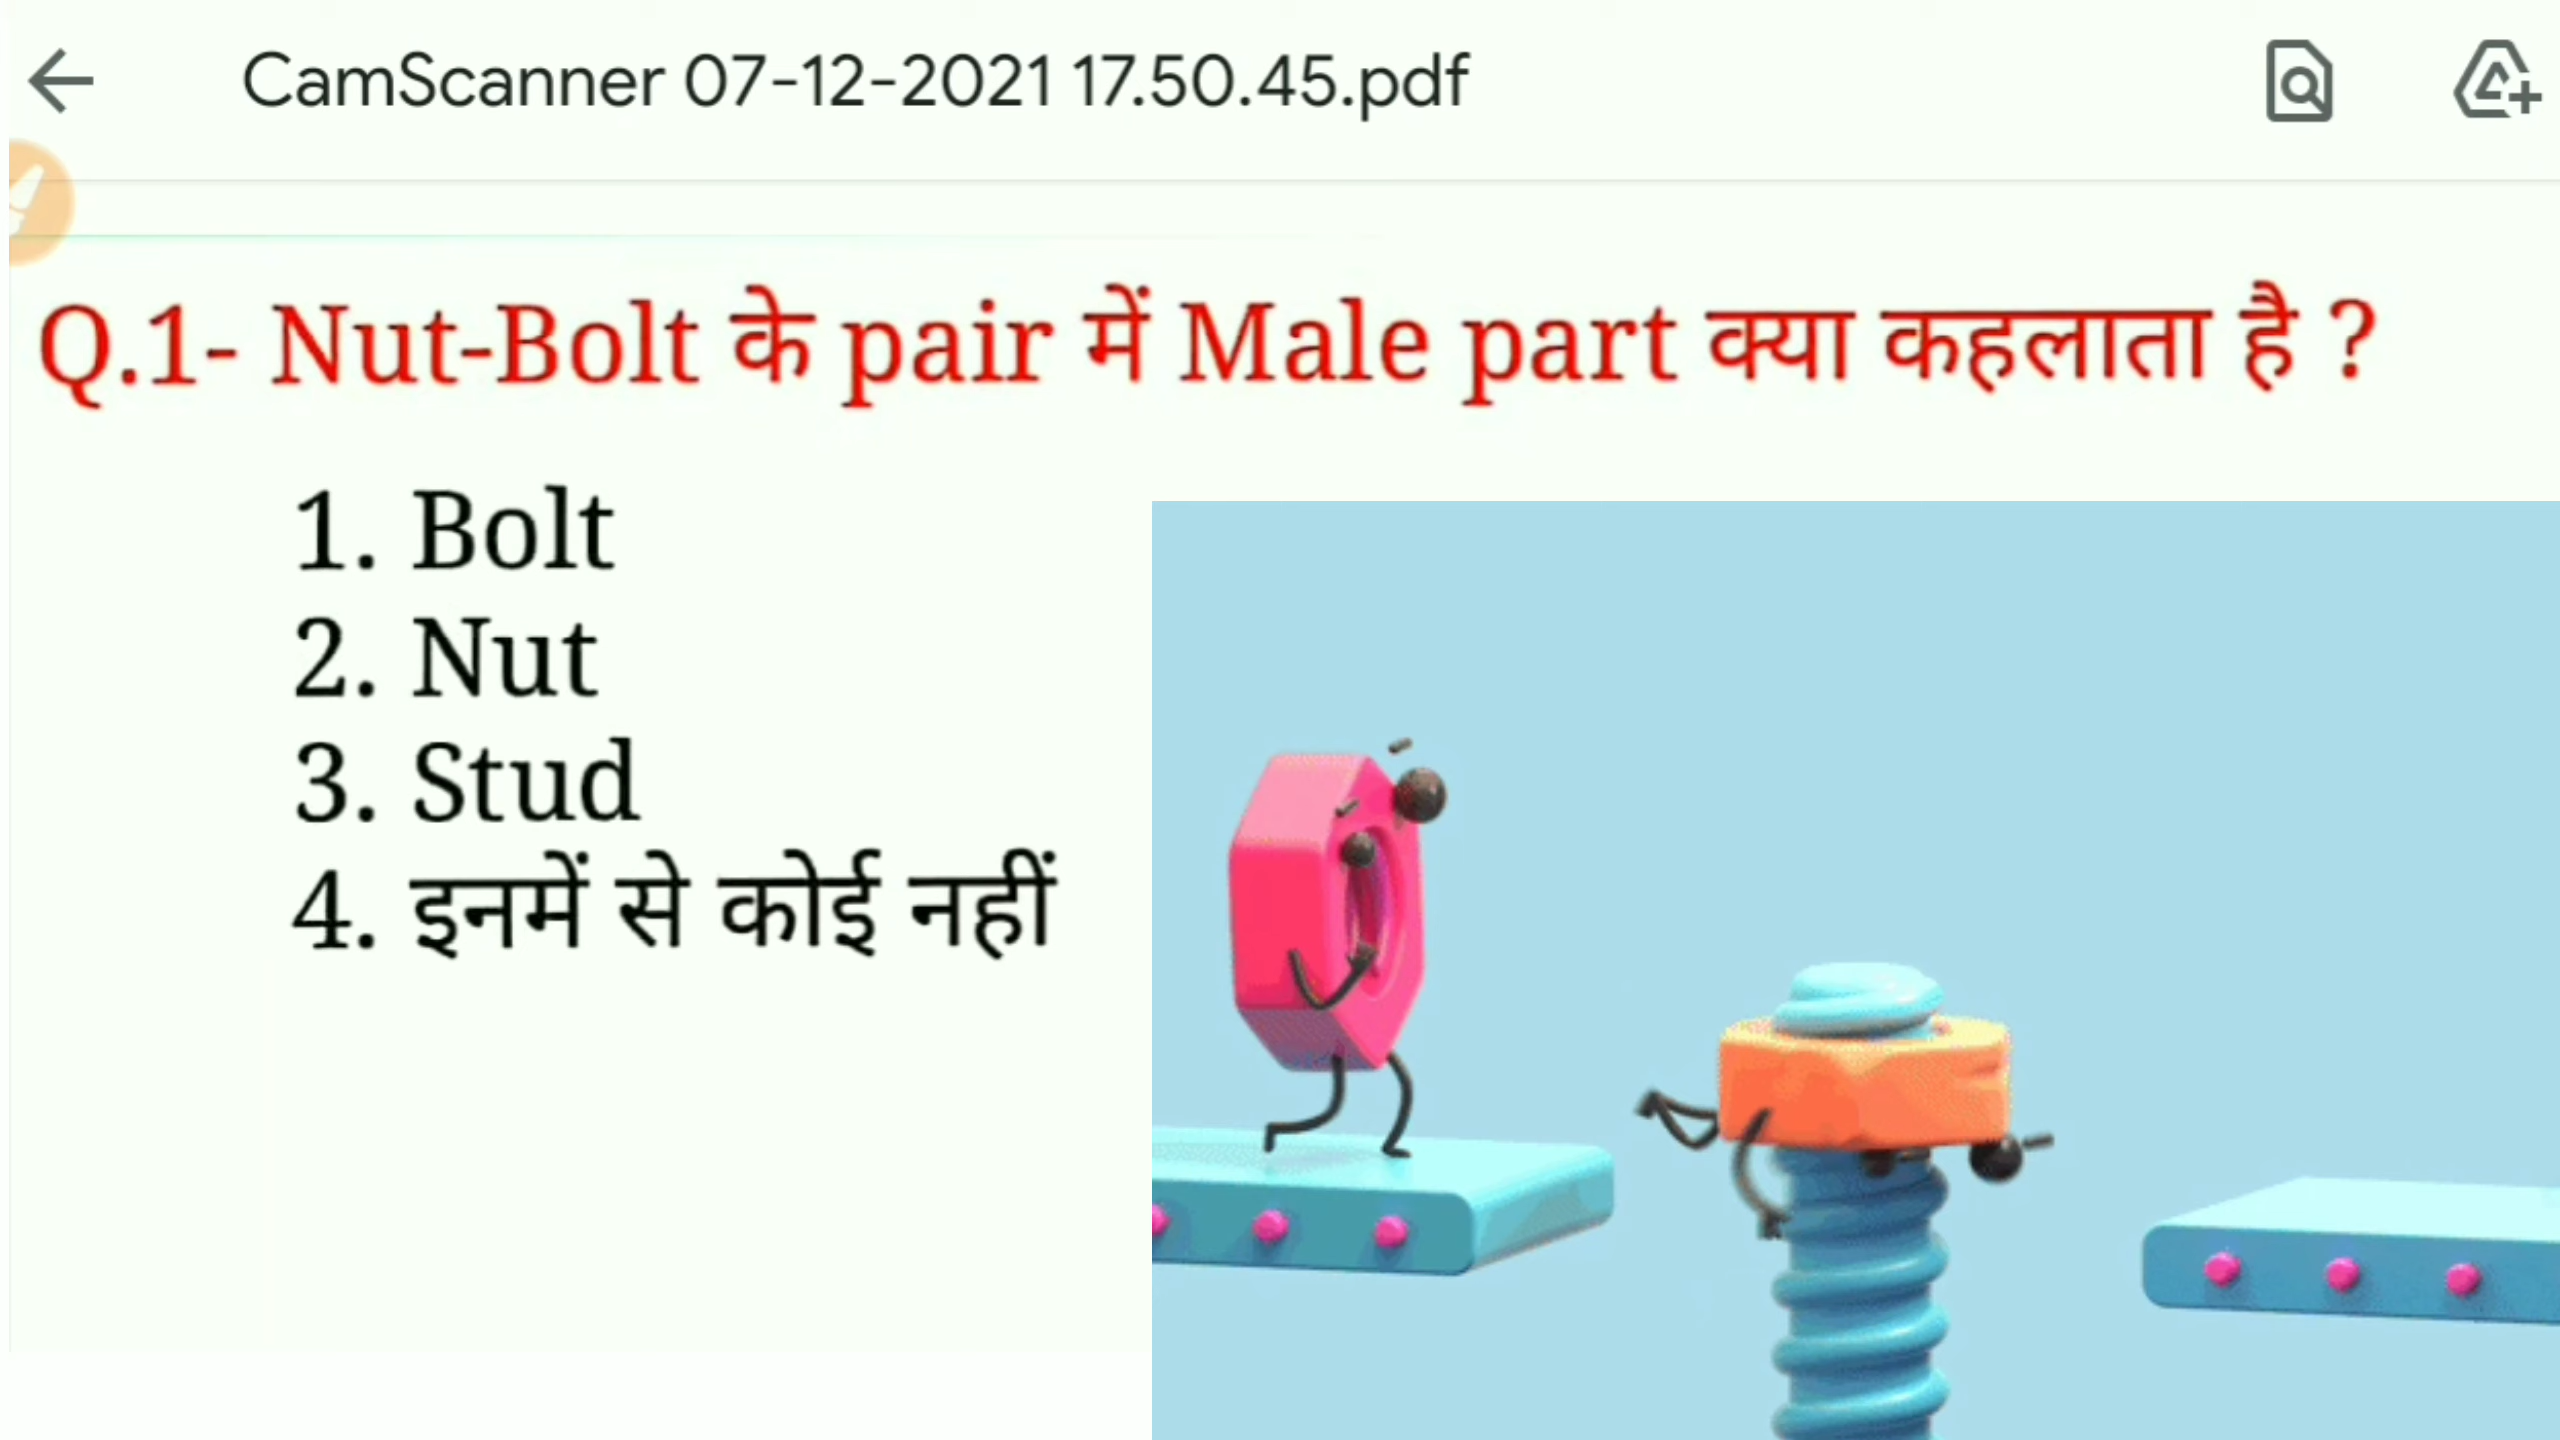 CamScanner 07-12-2021 17.50.45.pdf
Q.1- Nut-Bolt के pair में Male part क्या कहलाता है ?
1. Bolt
2. Nut
3. Stud
4. इनमें से कोई नहीं